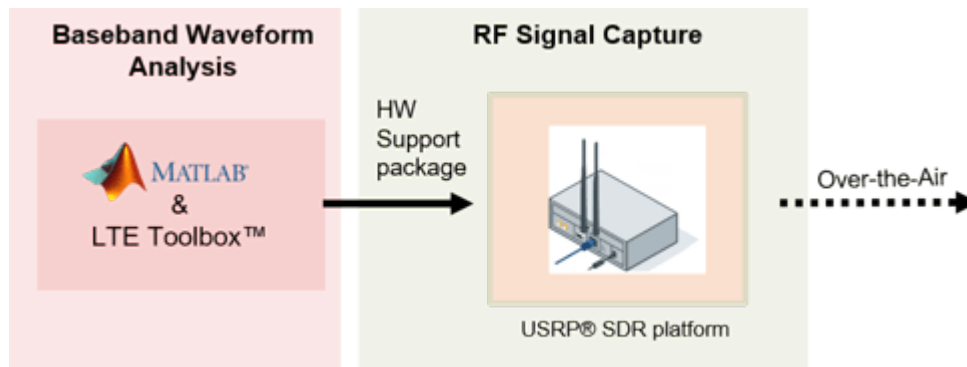 Baseband Waveform
Analysis
MATLAB®
&
LTE Toolbox™
RF Signal Capture
HW
Support
package
USRP® SDR platform
Over-the-Air